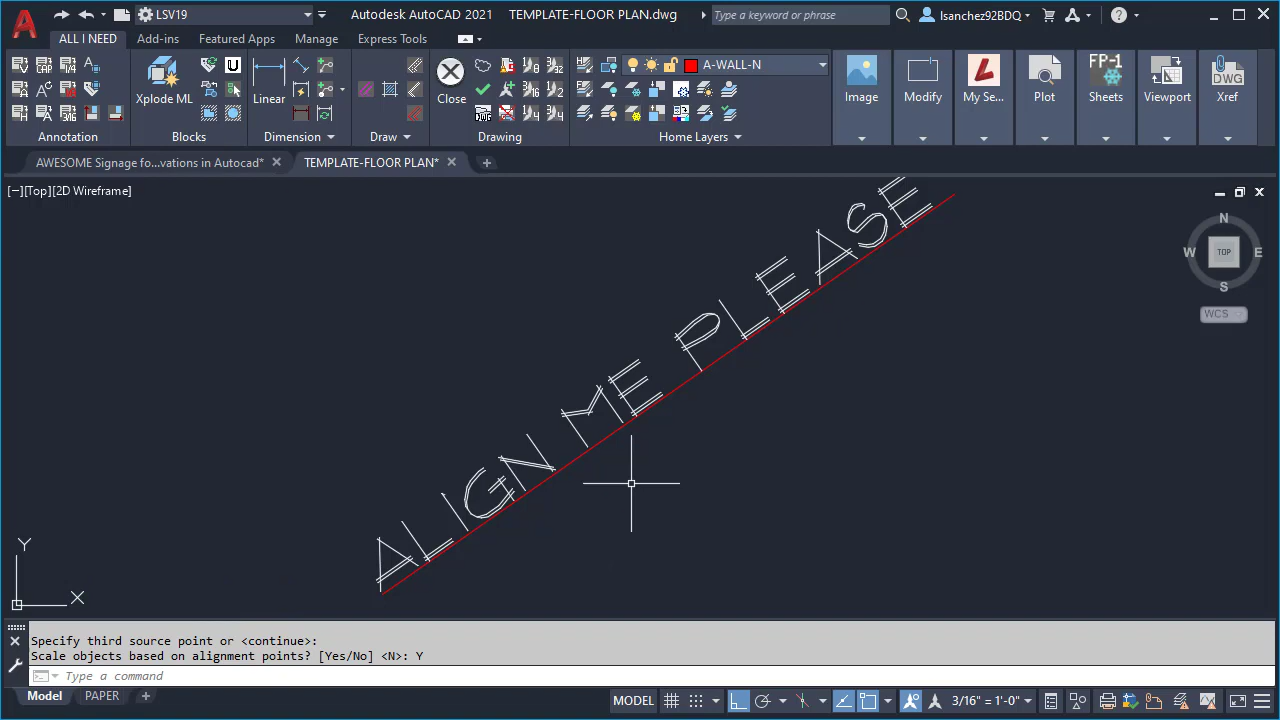 LSV19
Autodesk AutoCAD 2021 TEMPLATE-FLOOR PLAN.dwg
Type a keyword or phrase
lsanchez92BDQ
ALL I NEED Add-ins Featured Apps Manage Express Tools
A-WALL-N
Xplode ML Linear Close Image Modify My Se... Plot Sheets Viewport Xref
FP-1
DWG
Annotation Blocks Dimension Draw Drawing Home Layers
AWESOME Signage fo...vations in Autocad* TEMPLATE-FLOOR PLAN*
[−][Top][2D Wireframe]
N
W TOP E
S
WCS
ALIGN ME PLEASE
Y
X
Specify third source point or <continue>:
Scale objects based on alignment points? [Yes/No] <N>: Y
Type a command
Model PAPER
MODEL 3/16" = 1'-0"